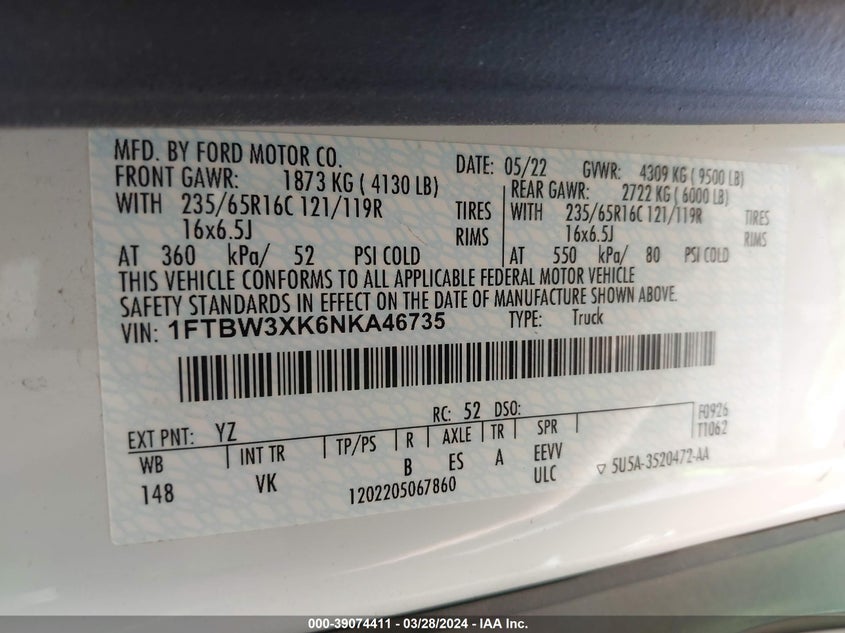 MFD. BY FORD MOTOR CO. DATE: 05/22 GVWR: 4309 KG ( 9500 LB)
FRONT GAWR: 1873 KG ( 4130 LB) REAR GAWR: 2722 KG ( 6000 LB)
WITH 235/65R16C 121/119R TIRES WITH 235/65R16C 121/119R TIRES
16x6.5J RIMS 16x6.5J RIMS
AT 360 kPa/ 52 PSI COLD AT 550 kPa/ 80 PSI COLD
THIS VEHICLE CONFORMS TO ALL APPLICABLE FEDERAL MOTOR VEHICLE
SAFETY STANDARDS IN EFFECT ON THE DATE OF MANUFACTURE SHOWN ABOVE.
VIN: 1FTBW3XK6NKA46735 TYPE: Truck
EXT PNT: YZ RC: 52 DSO: F0926
T1062
WB INT TR TP/PS R AXLE TR SPR
148 VK B ES A EEVV
1202205067860 ULC 5U5A-3520472-AA
000-39074411 - 03/28/2024 - IAA Inc.